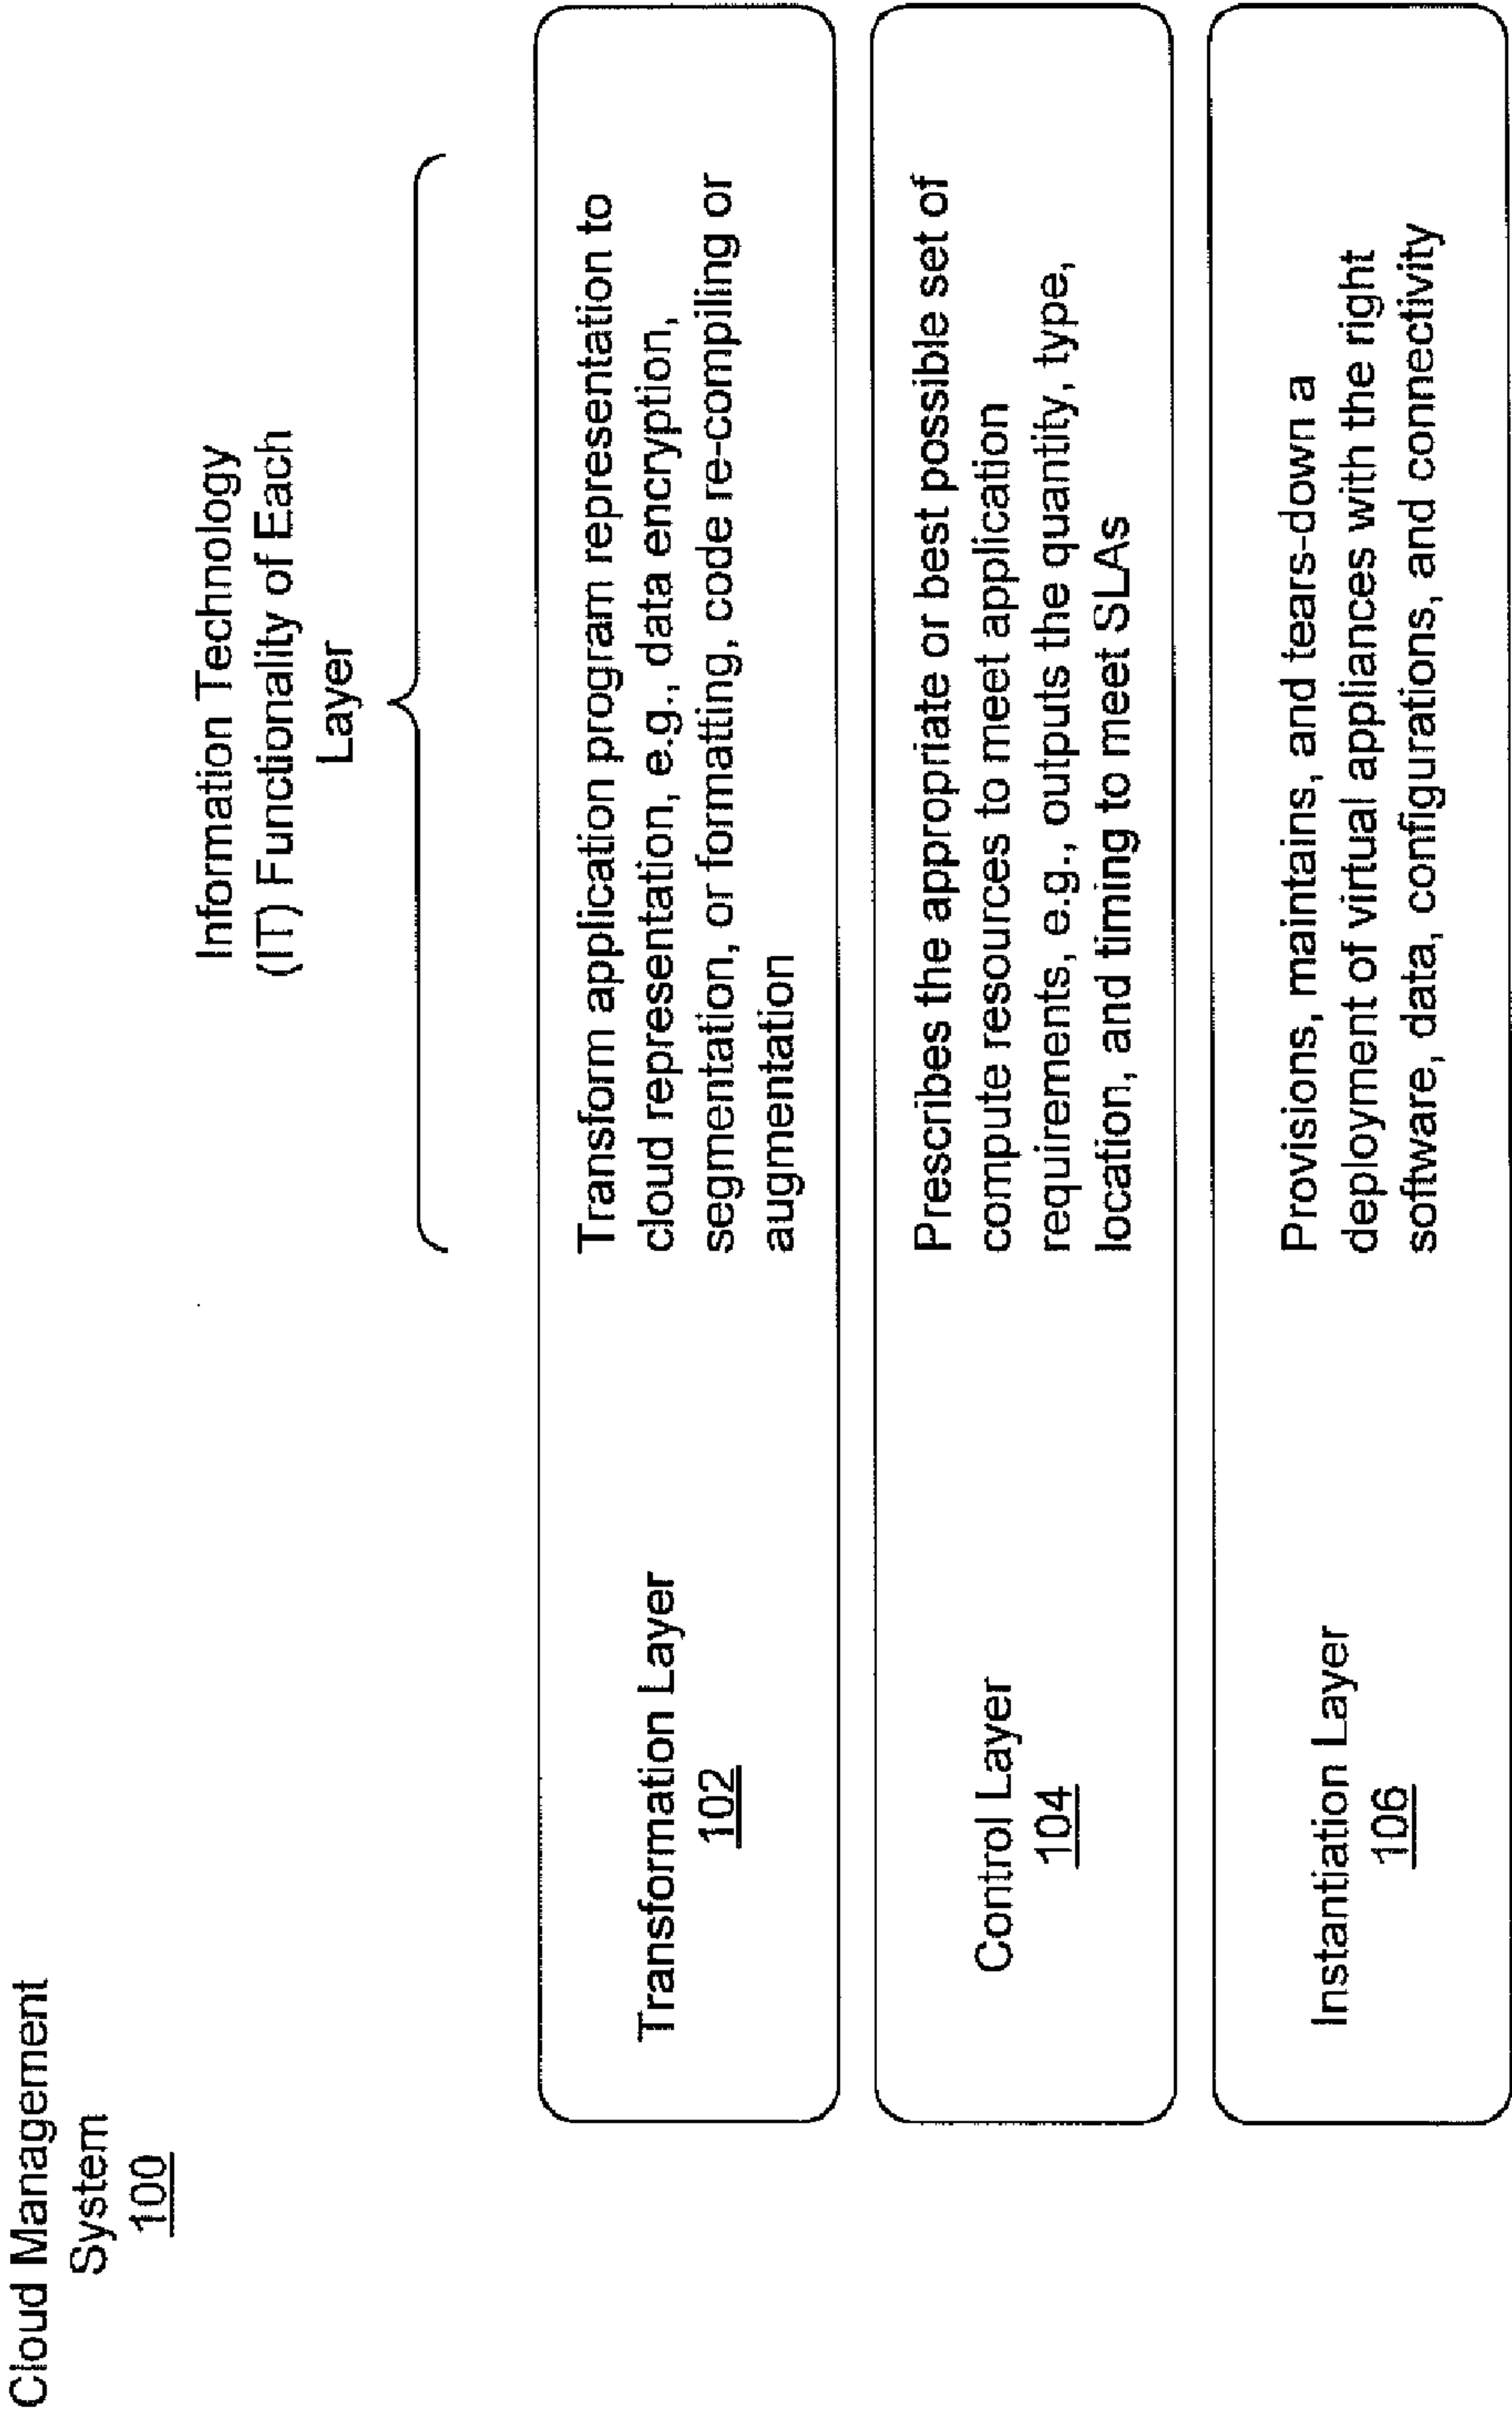 Cloud Management
System
100
Information Technology
(IT) Functionality of Each
Layer
Transformation Layer
102
Transform application program representation to
cloud representation, e.g., data encryption,
segmentation, or formatting, code re-compiling or
augmentation
Control Layer
104
Prescribes the appropriate or best possible set of
compute resources to meet application
requirements, e.g., outputs the quantity, type,
location, and timing to meet SLAs
Instantiation Layer
106
Provisions, maintains, and tears-down a
deployment of virtual appliances with the right
software, data, configurations, and connectivity